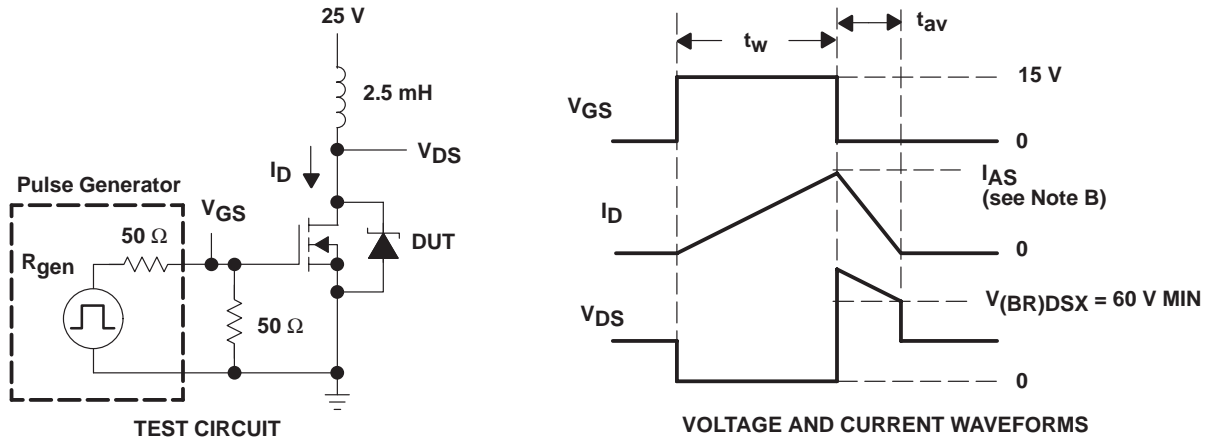 25 V
2.5 mH
VDS
ID
Pulse Generator
VGS
50 Ω
Rgen
DUT
50 Ω
TEST CIRCUIT
tw
tav
15 V
VGS
0
IAS
(see Note B)
ID
0
V(BR)DSX = 60 V MIN
VDS
0
VOLTAGE AND CURRENT WAVEFORMS